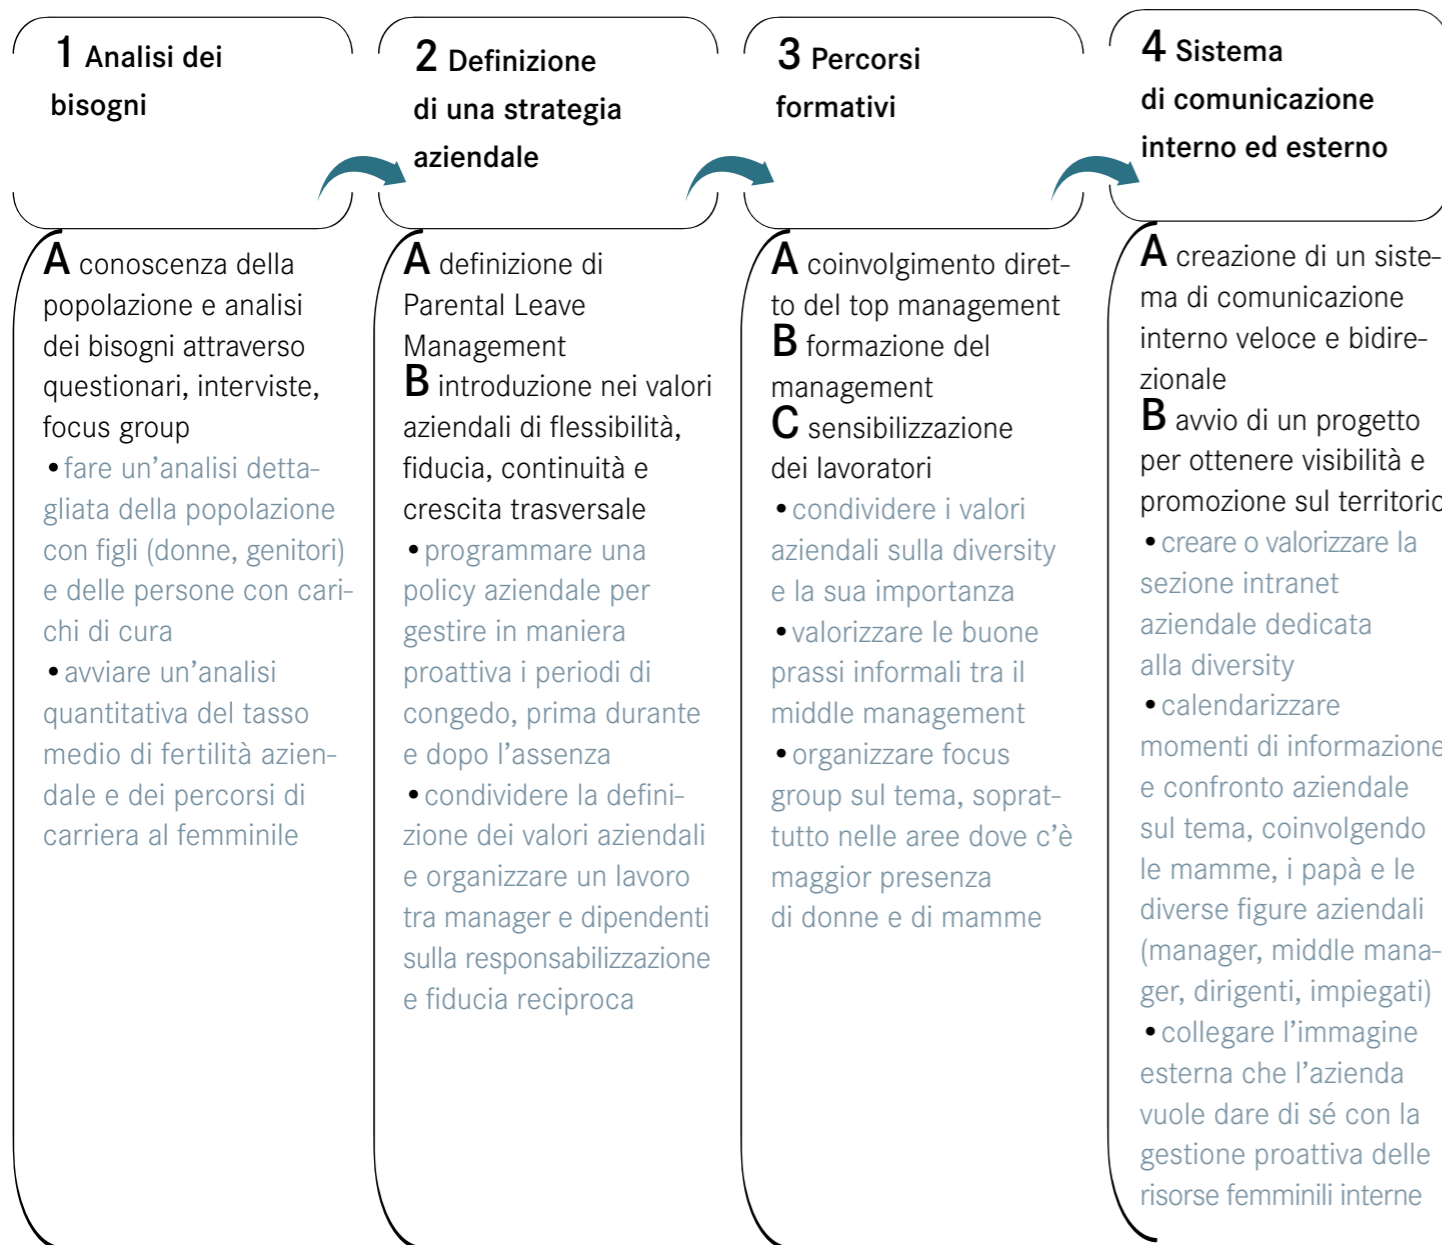 1 Analisi dei
bisogni
2 Definizione
di una strategia
aziendale
3 Percorsi
formativi
4 Sistema
di comunicazione
interno ed esterno
A conoscenza della
popolazione e analisi
dei bisogni attraverso
questionari, interviste,
focus group
•fare un'analisi detta-
gliata della popolazione
con figli (donne, genitori)
e delle persone con cari-
chi di cura
•avviare un'analisi
quantitativa del tasso
medio di fertilità azien-
dale e dei percorsi di
carriera al femminile
A definizione di
Parental Leave
Management
B introduzione nei valori
aziendali di flessibilità,
fiducia, continuità e
crescita trasversale
•programmare una
policy aziendale per
gestire in maniera
proattiva i periodi di
congedo, prima durante
e dopo l'assenza
•condividere la defini-
zione dei valori aziendali
e organizzare un lavoro
tra manager e dipendenti
sulla responsabilizzazione
e fiducia reciproca
A coinvolgimento diret-
to del top management
B formazione del
management
C sensibilizzazione
dei lavoratori
•condividere i valori
aziendali sulla diversity
e la sua importanza
•valorizzare le buone
prassi informali tra il
middle management
•organizzare focus
group sul tema, soprat-
tutto nelle aree dove c'è
maggior presenza
di donne e di mamme
A creazione di un siste-
ma di comunicazione
interno veloce e bidire-
zionale
B avvio di un progetto
per ottenere visibilità e
promozione sul territorio
•creare o valorizzare la
sezione intranet
aziendale dedicata
alla diversity
•calendarizzare
momenti di informazione
e confronto aziendale
sul tema, coinvolgendo
le mamme, i papà e le
diverse figure aziendali
(manager, middle mana-
ger, dirigenti, impiegati)
•collegare l'immagine
esterna che l'azienda
vuole dare di sé con la
gestione proattiva delle
risorse femminili interne